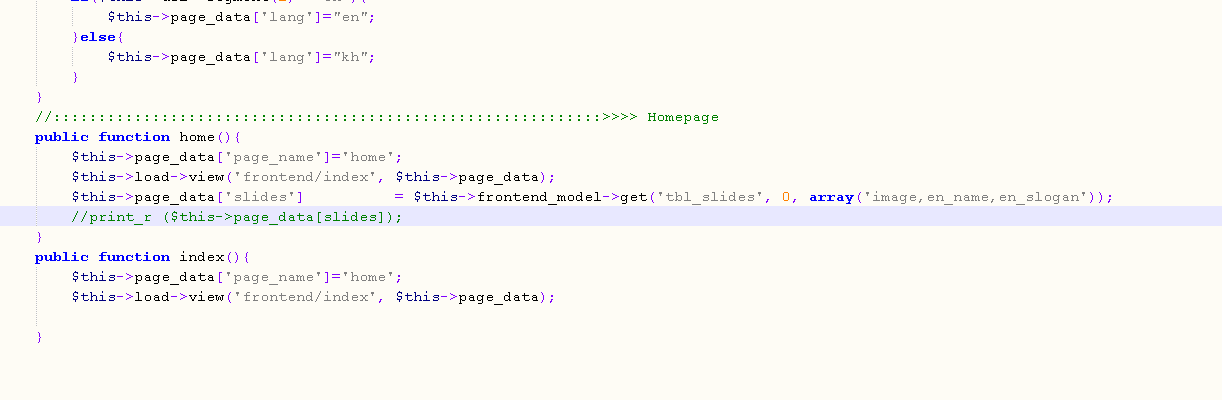 $this->page_data['lang']="en";
}else{
$this->page_data['lang']="kh";
}
}
//:::::::::::::::::::::::::::::::::::::::::::::::::::::::::::::>>>> Homepage
public function home(){
$this->page_data['page_name']='home';
$this->load->view('frontend/index', $this->page_data);
$this->page_data['slides'] = $this->frontend_model->get('tbl_slides', 0, array('image,en_name,en_slogan'));
//print_r ($this->page_data[slides]);
}
public function index(){
$this->page_data['page_name']='home';
$this->load->view('frontend/index', $this->page_data);
}